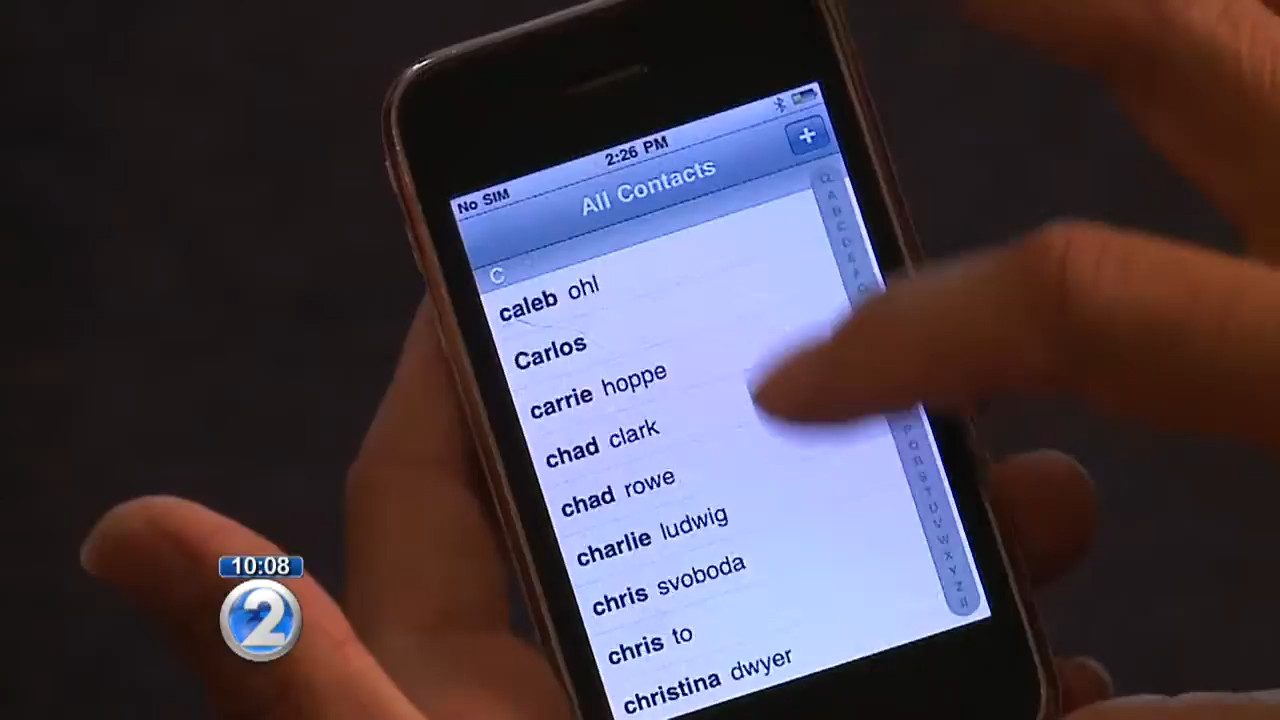 No SIM
2:26 PM
All Contacts
+
C
caleb ohl
Carlos
carrie hoppe
chad clark
chad rowe
charlie ludwig
chris svoboda
chris to
christina dwyer
A
B
C
D
E
F
G
P
Q
R
S
T
U
V
W
X
Y
Z
#
10:08
2